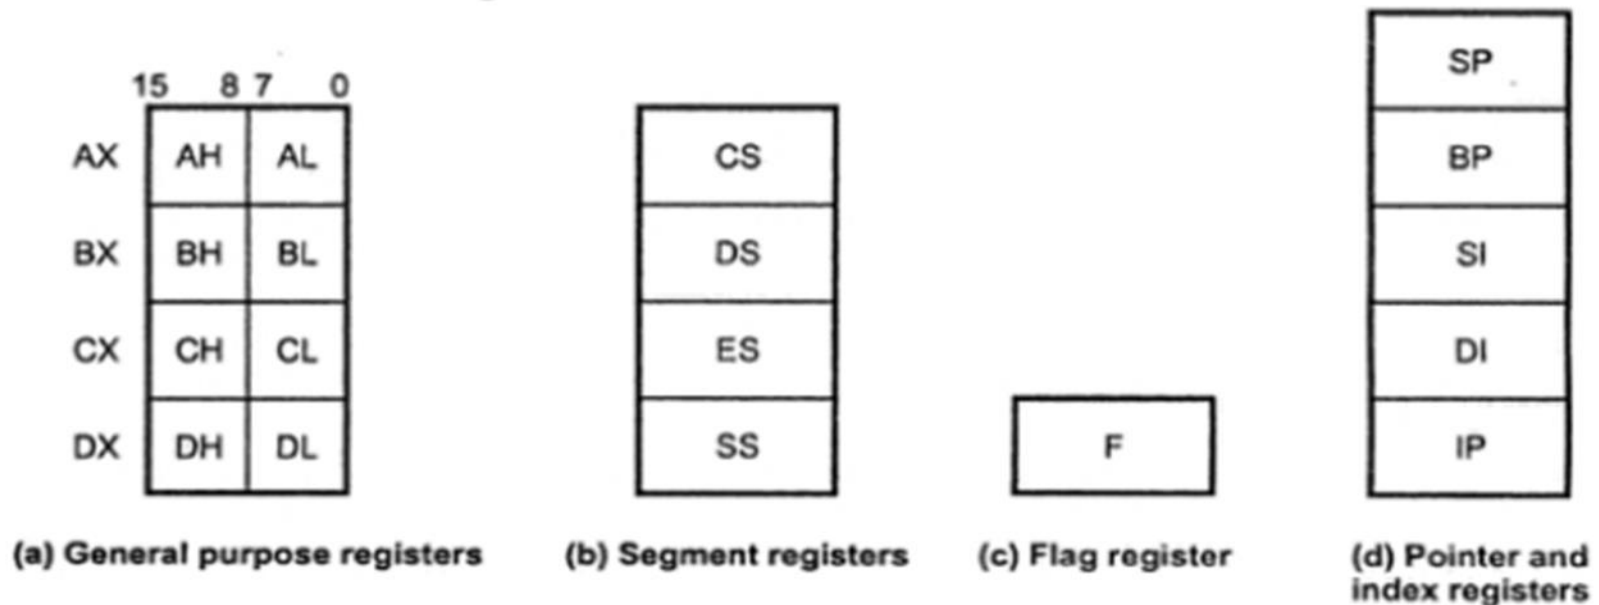 15 8 7 0
AX AH AL
BX BH BL
CX CH CL
DX DH DL
(a) General purpose registers
CS
DS
ES
SS
(b) Segment registers
F
(c) Flag register
SP
BP
SI
DI
IP
(d) Pointer and
index registers